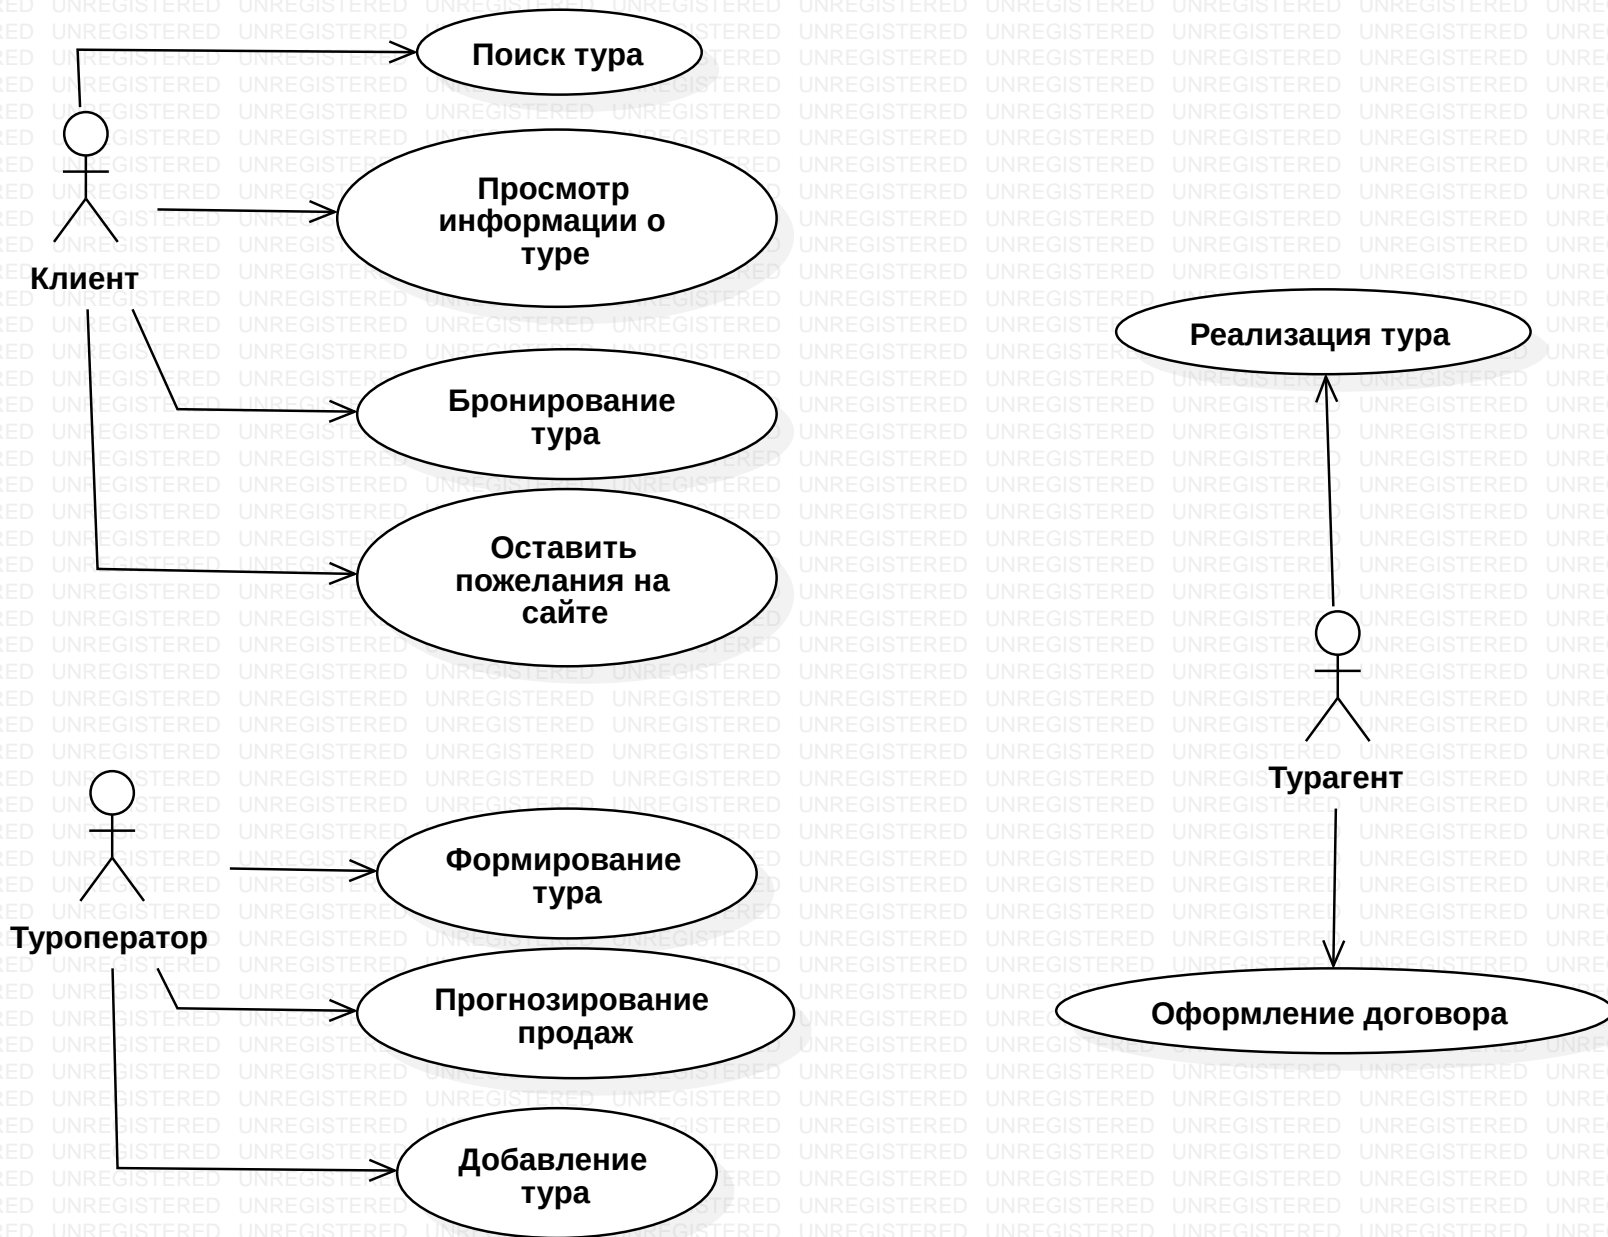 Поиск тура
Просмотр
информации о
туре
Клиент
Бронирование
тура
Оставить
пожелания на
сайте
Реализация тура
Турагент
Оформление договора
Формирование
тура
Туроператор
Прогнозирование
продаж
Добавление
тура
UNREGISTERED